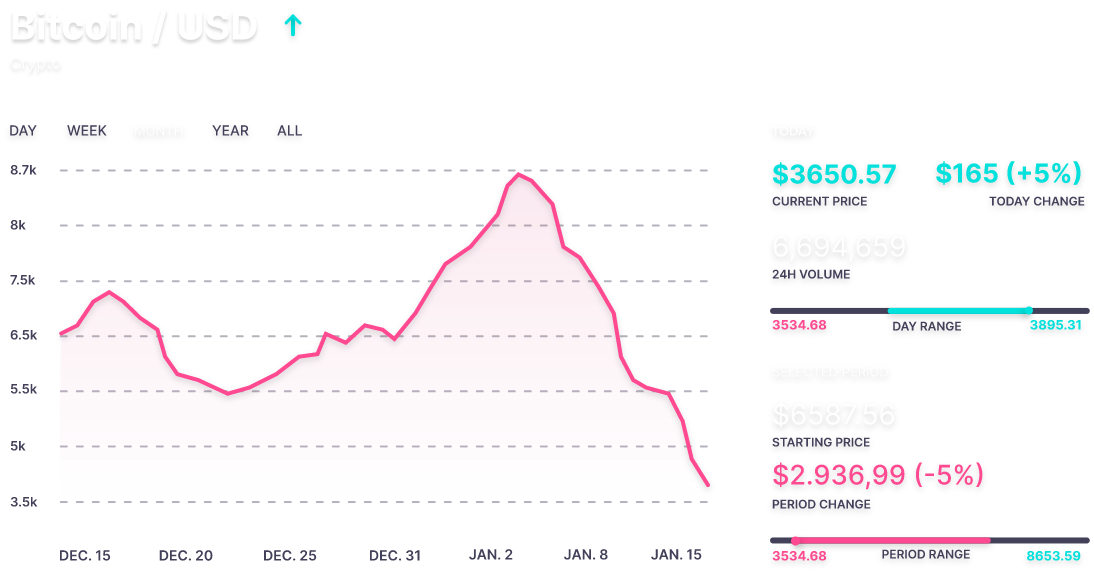 Bitcoin / USD
Crypto
DAY WEEK MONTH YEAR ALL
8.7k
8k
7.5k
6.5k
5.5k
5k
3.5k
DEC. 15 DEC. 20 DEC. 25 DEC. 31 JAN. 2 JAN. 8 JAN. 15
TODAY
$3650.57 $165 (+5%)
CURRENT PRICE TODAY CHANGE
6,694,659
24H VOLUME
3534.68 DAY RANGE 3895.31
SELECTED PERIOD
$6587.56
STARTING PRICE
$2.936,99 (-5%)
PERIOD CHANGE
3534.68 PERIOD RANGE 8653.59